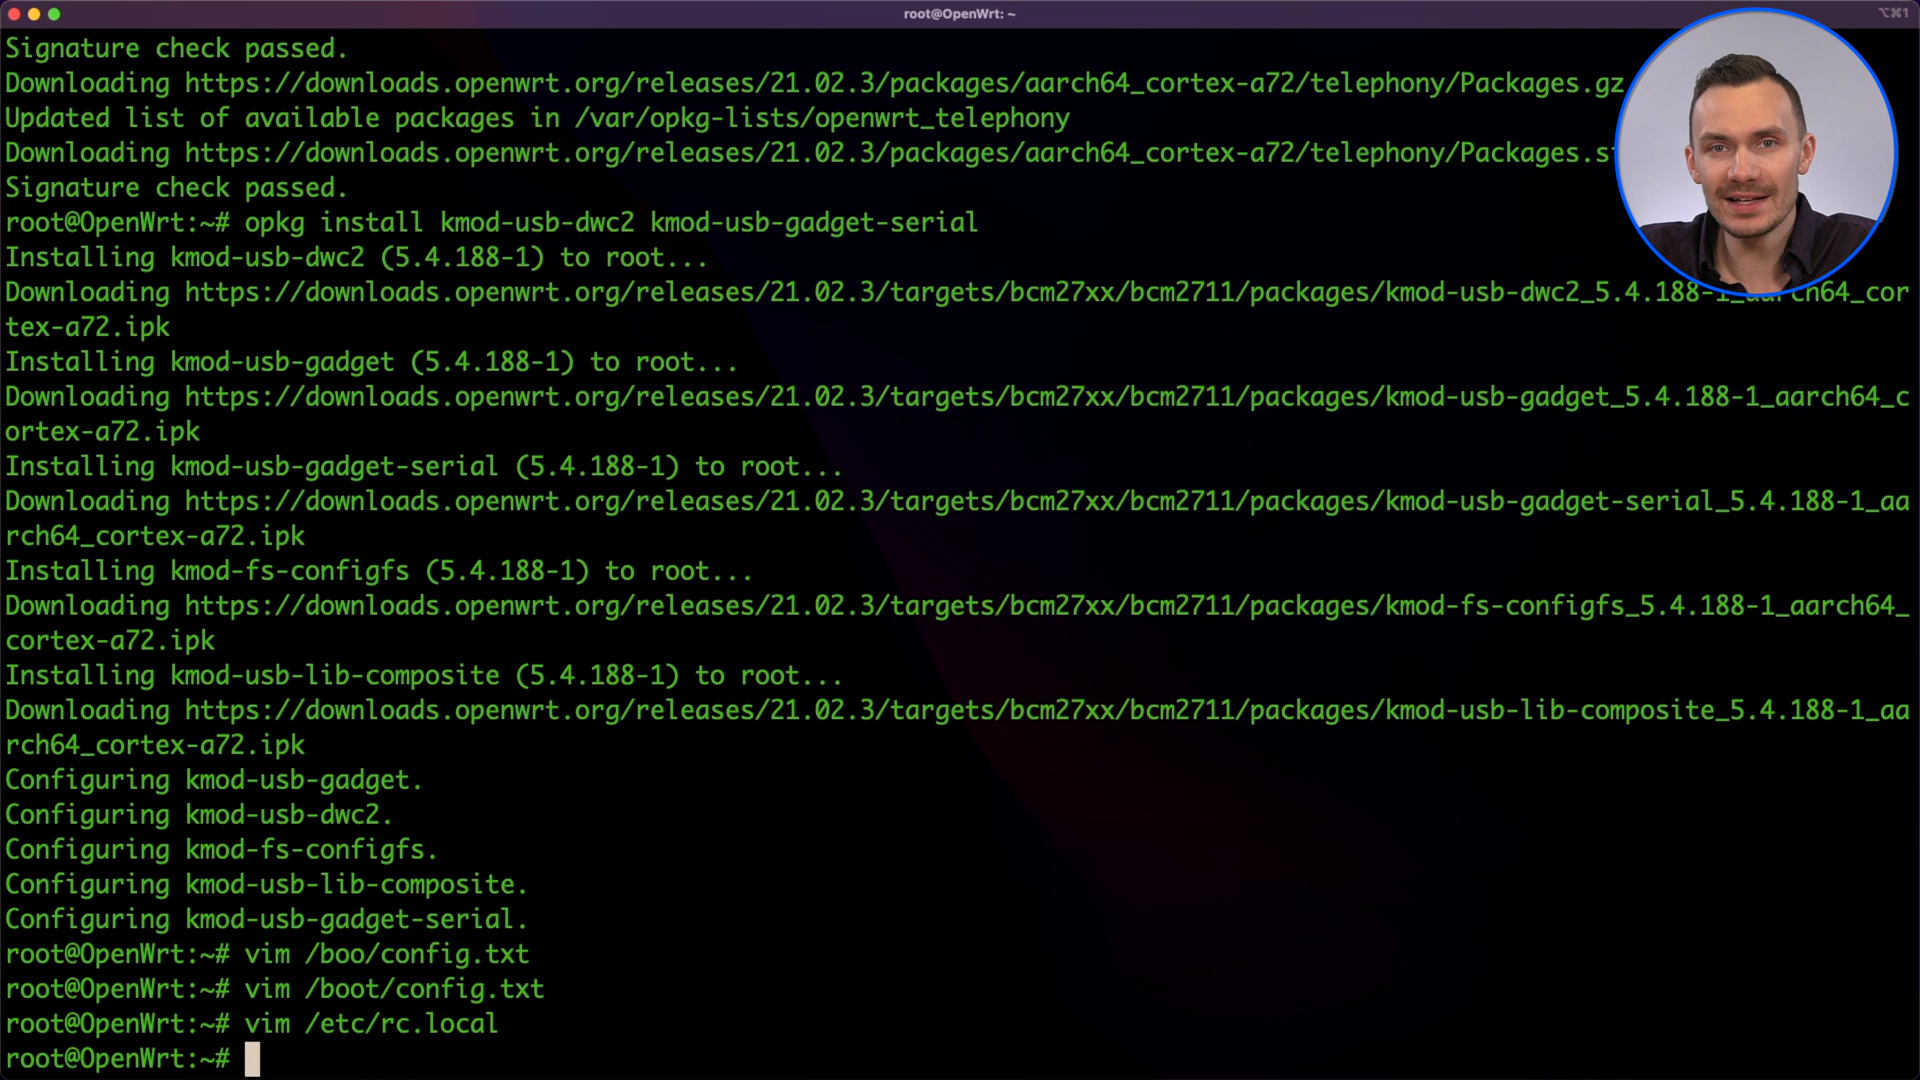 root@OpenWrt: ~
⌥⌘1
Signature check passed.
Downloading https://downloads.openwrt.org/releases/21.02.3/packages/aarch64_cortex-a72/telephony/Packages.gz
Updated list of available packages in /var/opkg-lists/openwrt_telephony
Downloading https://downloads.openwrt.org/releases/21.02.3/packages/aarch64_cortex-a72/telephony/Packages.s
Signature check passed.
root@OpenWrt:~# opkg install kmod-usb-dwc2 kmod-usb-gadget-serial
Installing kmod-usb-dwc2 (5.4.188-1) to root...
Downloading https://downloads.openwrt.org/releases/21.02.3/targets/bcm27xx/bcm2711/packages/kmod-usb-dwc2_5.4.188-1_aarch64_cor
tex-a72.ipk
Installing kmod-usb-gadget (5.4.188-1) to root...
Downloading https://downloads.openwrt.org/releases/21.02.3/targets/bcm27xx/bcm2711/packages/kmod-usb-gadget_5.4.188-1_aarch64_c
ortex-a72.ipk
Installing kmod-usb-gadget-serial (5.4.188-1) to root...
Downloading https://downloads.openwrt.org/releases/21.02.3/targets/bcm27xx/bcm2711/packages/kmod-usb-gadget-serial_5.4.188-1_aa
rch64_cortex-a72.ipk
Installing kmod-fs-configfs (5.4.188-1) to root...
Downloading https://downloads.openwrt.org/releases/21.02.3/targets/bcm27xx/bcm2711/packages/kmod-fs-configfs_5.4.188-1_aarch64_
cortex-a72.ipk
Installing kmod-usb-lib-composite (5.4.188-1) to root...
Downloading https://downloads.openwrt.org/releases/21.02.3/targets/bcm27xx/bcm2711/packages/kmod-usb-lib-composite_5.4.188-1_aa
rch64_cortex-a72.ipk
Configuring kmod-usb-gadget.
Configuring kmod-usb-dwc2.
Configuring kmod-fs-configfs.
Configuring kmod-usb-lib-composite.
Configuring kmod-usb-gadget-serial.
root@OpenWrt:~# vim /boo/config.txt
root@OpenWrt:~# vim /boot/config.txt
root@OpenWrt:~# vim /etc/rc.local
root@OpenWrt:~#